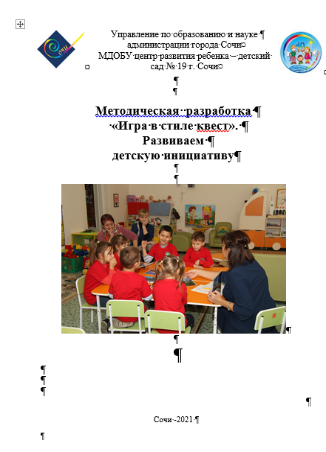 Управление по образованию и науке
администрации города Сочи
МДОБУ центр развития ребенка – детский
сад № 19 г. Сочи
Сочи
Методическая разработка
«Игра в стиле квест».
Развиваем
детскую инициативу
Сочи -2021